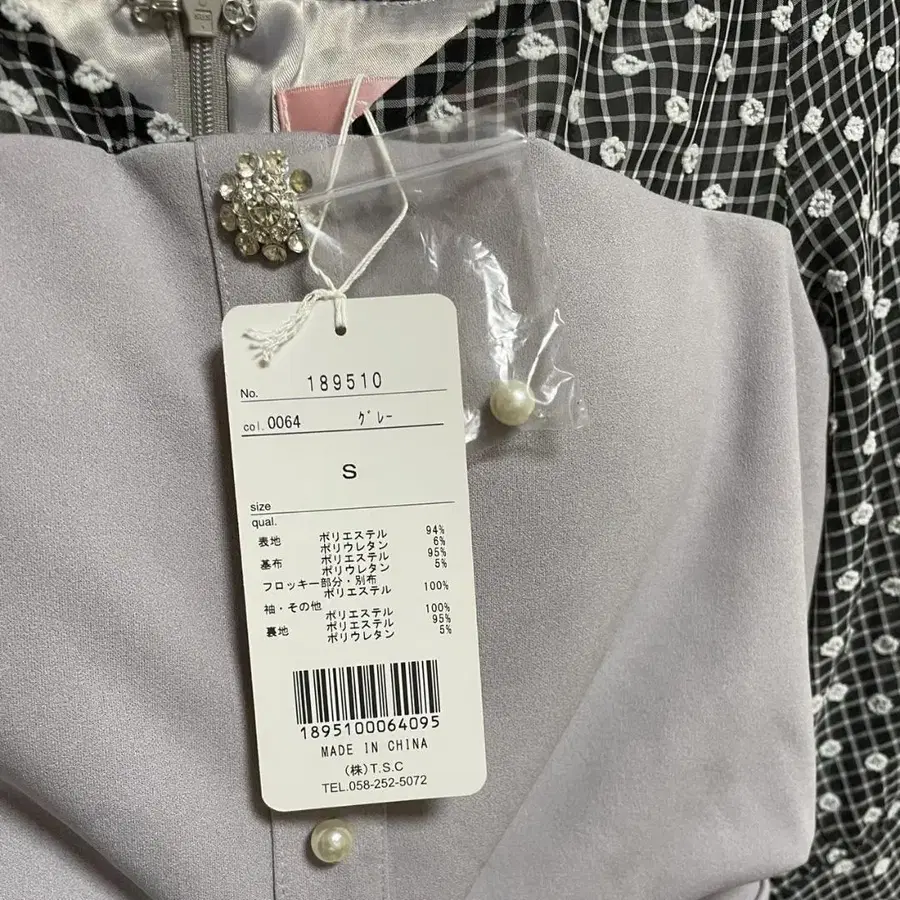 No. 189510
col. 0064 グレー
S
size
qual.
表地 ポリエステル 94%
ポリウレタン 6%
基布 ポリエステル 95%
ポリウレタン 5%
フロッキー部分・別布
ポリエステル 100%
袖・その他
ポリエステル 100%
裏地 ポリエステル 95%
ポリウレタン 5%
1895100064095
MADE IN CHINA
(株)T.S.C
TEL.058-252-5072